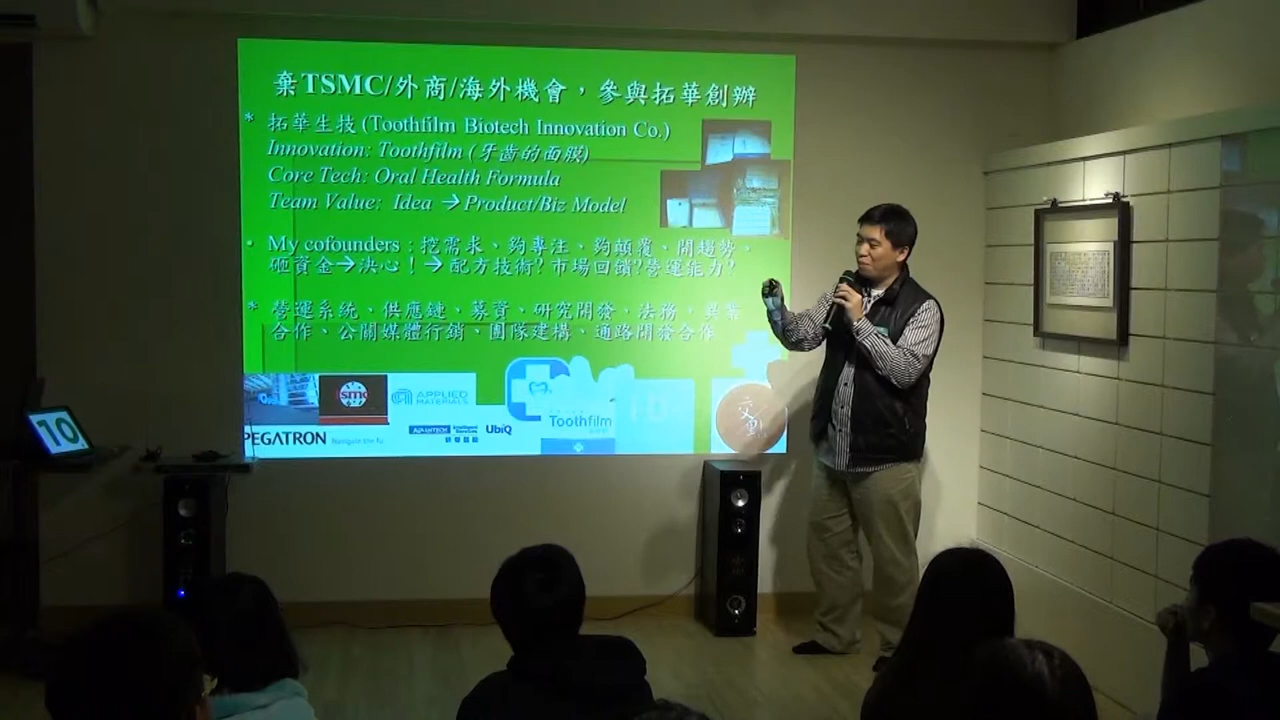 棄TSMC/外商/海外機會，參與拓華創辦
* 拓華生技 (Toothfilm Biotech Innovation Co.)
Innovation: Toothfilm (牙齒的面膜)
Core Tech: Oral Health Formula
Team Value: Idea → Product/Biz Model
• My cofounders : 挖需求、夠專注、夠顛覆、開趨勢、
砸資金→決心！→ 配方技術? 市場回饋?營運能力?
* 營運系統、供應鏈、募資、研究開發、法務、異業
合作、公關媒體行銷、團隊建構、通路開發合作
smc
APPLIED
MATERIALS
PEGATRON
ADVANTECH
UbiQ
Toothfilm
10